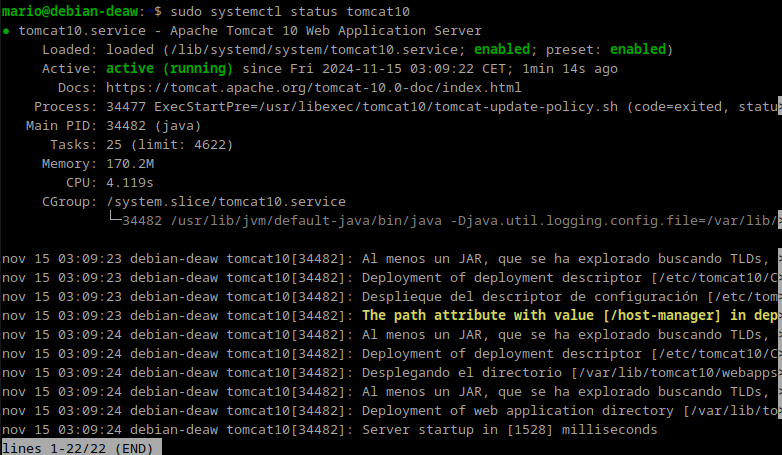 mario@debian-deaw: $ sudo systemctl status tomcat10
● tomcat10.service - Apache Tomcat 10 Web Application Server
     Loaded: loaded (/lib/systemd/system/tomcat10.service; enabled; preset: enabled)
     Active: active (running) since Fri 2024-11-15 03:09:22 CET; 1min 14s ago
       Docs: https://tomcat.apache.org/tomcat-10.0-doc/index.html
    Process: 34477 ExecStartPre=/usr/libexec/tomcat10/tomcat-update-policy.sh (code=exited, statu>
   Main PID: 34482 (java)
      Tasks: 25 (limit: 4622)
     Memory: 170.2M
        CPU: 4.119s
     CGroup: /system.slice/tomcat10.service
             └─34482 /usr/lib/jvm/default-java/bin/java -Djava.util.logging.config.file=/var/lib/>
nov 15 03:09:23 debian-deaw tomcat10[34482]: Al menos un JAR, que se ha explorado buscando TLDs, >
nov 15 03:09:23 debian-deaw tomcat10[34482]: Deployment of deployment descriptor [/etc/tomcat10/C>
nov 15 03:09:23 debian-deaw tomcat10[34482]: Desplieque del descriptor de configuración [/etc/tom>
nov 15 03:09:23 debian-deaw tomcat10[34482]: The path attribute with value [/host-manager] in dep>
nov 15 03:09:24 debian-deaw tomcat10[34482]: Al menos un JAR, que se ha explorado buscando TLDs, >
nov 15 03:09:24 debian-deaw tomcat10[34482]: Deployment of deployment descriptor [/etc/tomcat10/C>
nov 15 03:09:24 debian-deaw tomcat10[34482]: Desplegando el directorio [/var/lib/tomcat10/webapps>
nov 15 03:09:24 debian-deaw tomcat10[34482]: Al menos un JAR, que se ha explorado buscando TLDs, >
nov 15 03:09:24 debian-deaw tomcat10[34482]: Deployment of web application directory [/var/lib/to>
nov 15 03:09:24 debian-deaw tomcat10[34482]: Server startup in [1528] milliseconds
lines 1-22/22 (END)